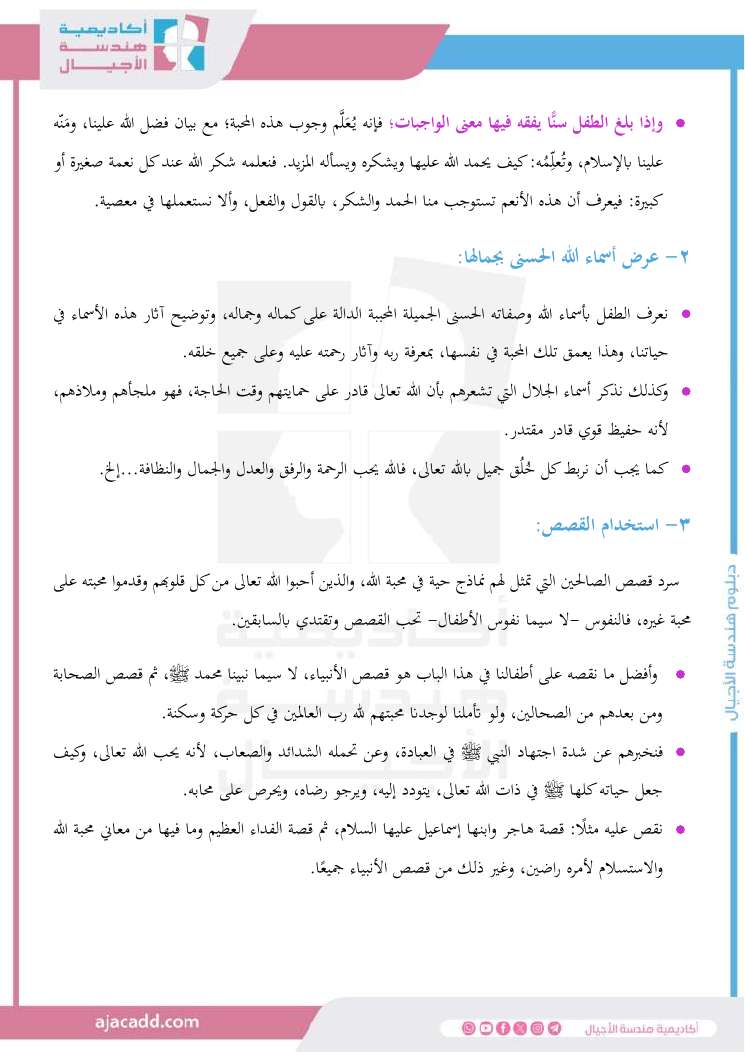 أكاديمية
هندسة
الأجيال
• وإذا بلغ الطفل سنًّا يفقه فيها معنى الواجبات؛ فإنه يُعَلَّم وجوب هذه المحبة؛ مع بيان فضل الله علينا، ومَنّه
علينا بالإسلام، وتُعلِّمُه: كيف يحمد الله عليها ويشكره ويسأله المزيد. فنعلمه شكر الله عند كل نعمة صغيرة أو
كبيرة: فيعرف أن هذه الأنعم تستوجب منا الحمد والشكر، بالقول والفعل، وألا نستعملها في معصية.
٢- عرض أسماء الله الحسنى بجمالها:
• نعرف الطفل بأسماء الله وصفاته الحسنى الجميلة المحببة الدالة على كماله وجماله، وتوضيح آثار هذه الأسماء في
حياتنا، وهذا يعمق تلك المحبة في نفسها، بمعرفة ربه وآثار رحمته عليه وعلى جميع خلقه.
• وكذلك نذكر أسماء الجلال التي تشعرهم بأن الله تعالى قادر على حمايتهم وقت الحاجة، فهو ملجأهم وملاذهم،
لأنه حفيظ قوي قادر مقتدر.
• كما يجب أن نربط كل خُلُق جميل بالله تعالى، فالله يحب الرحمة والرفق والعدل والجمال والنظافة...إلخ.
٣- استخدام القصص:
سرد قصص الصالحين التي تمثل لهم نماذج حية في محبة الله، والذين أحبوا الله تعالى من كل قلوبهم وقدموا محبته على
محبة غيره، فالنفوس -لا سيما نفوس الأطفال- تحب القصص وتقتدي بالسابقين.
• وأفضل ما نقصه على أطفالنا في هذا الباب هو قصص الأنبياء، لا سيما نبينا محمد ﷺ، ثم قصص الصحابة
ومن بعدهم من الصحالين، ولو تأملنا لوجدنا محبتهم لله رب العالمين في كل حركة وسكنة.
• فنخبرهم عن شدة اجتهاد النبي ﷺ في العبادة، وعن تحمله الشدائد والصعاب، لأنه يحب الله تعالى، وكيف
جعل حياته كلها ﷺ في ذات الله تعالى، يتودد إليه، ويرجو رضاه، ويحرص على محابه.
• نقص عليه مثلًا: قصة هاجر وابنها إسماعيل عليها السلام، ثم قصة الفداء العظيم وما فيها من معاني محبة الله
والاستسلام لأمره راضين، وغير ذلك من قصص الأنبياء جميعًا.
دبلوم هندسة الأجيال
أكاديمية
هندسة
الأجيال
أكاديمية هندسة الأجيال
ajacadd.com